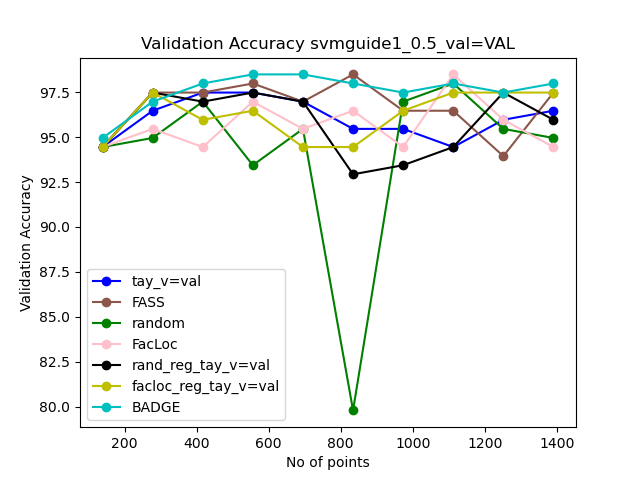 Validation Accuracy svmguide1_0.5_val=VAL
Validation Accuracy
97.5
95.0
92.5
90.0
87.5
85.0
82.5
80.0
tay_v=val
FASS
random
FacLoc
rand_reg_tay_v=val
facloc_reg_tay_v=val
BADGE
200 400 600 800 1000 1200 1400
No of points